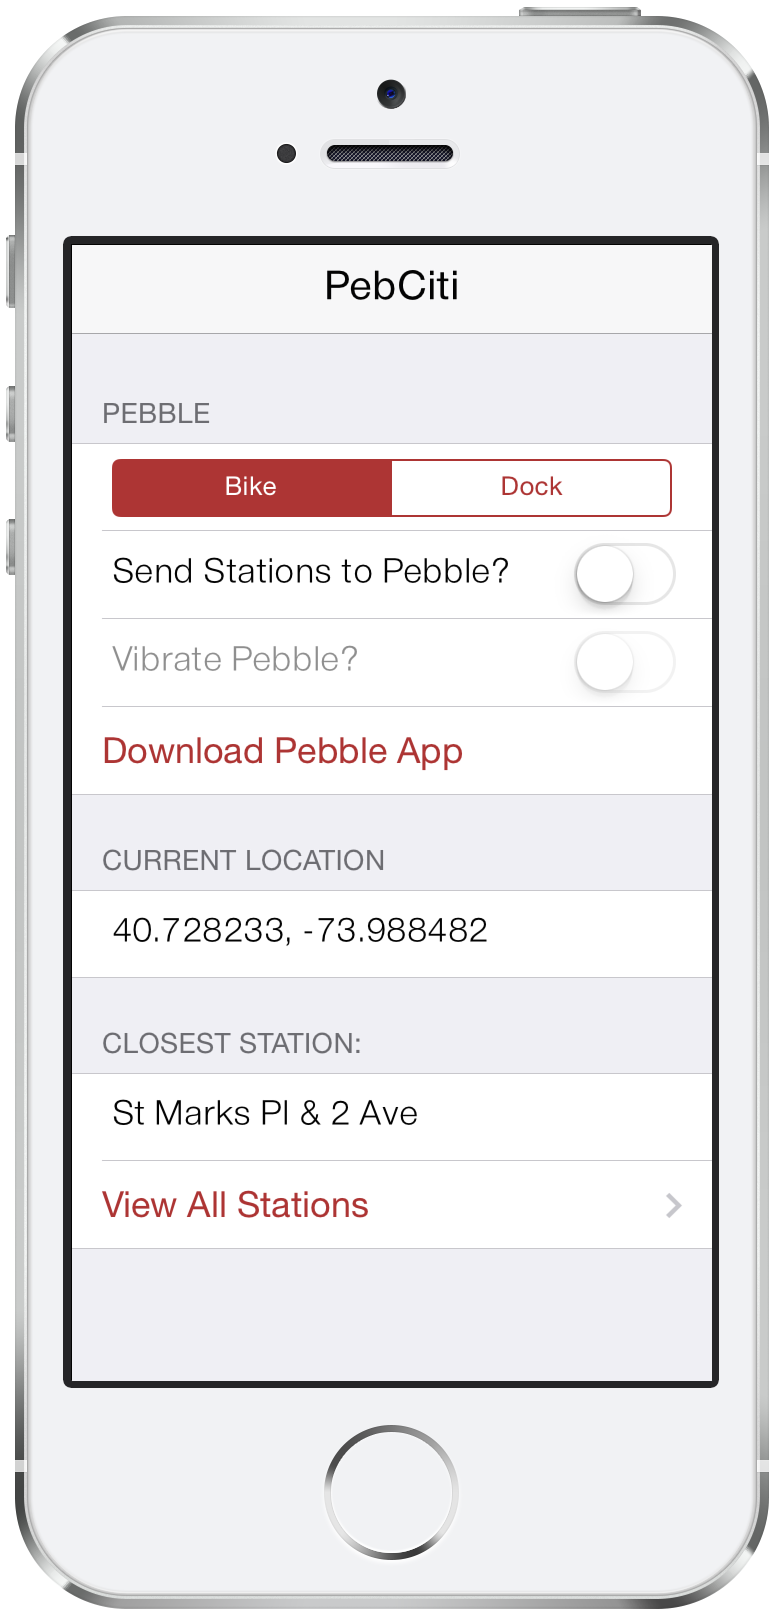 PebCiti
PEBBLE
Bike Dock
Send Stations to Pebble?
Vibrate Pebble?
Download Pebble App
CURRENT LOCATION
40.728233, -73.988482
CLOSEST STATION:
St Marks Pl & 2 Ave
View All Stations